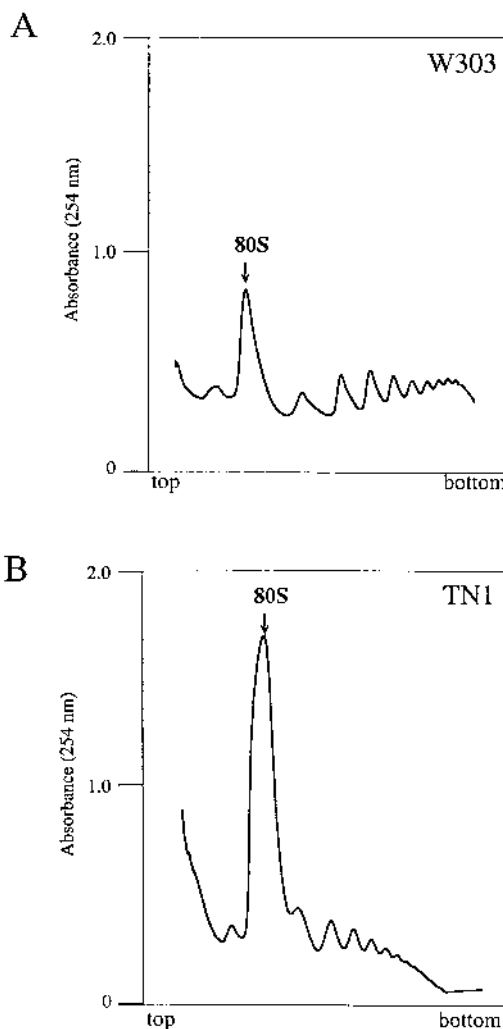 A
2.0
W303
Absorbance (254 nm)
80S
1.0
0
top
bottom
B
2.0
80S
TN1
Absorbance (254 nm)
1.0
0
top
bottom